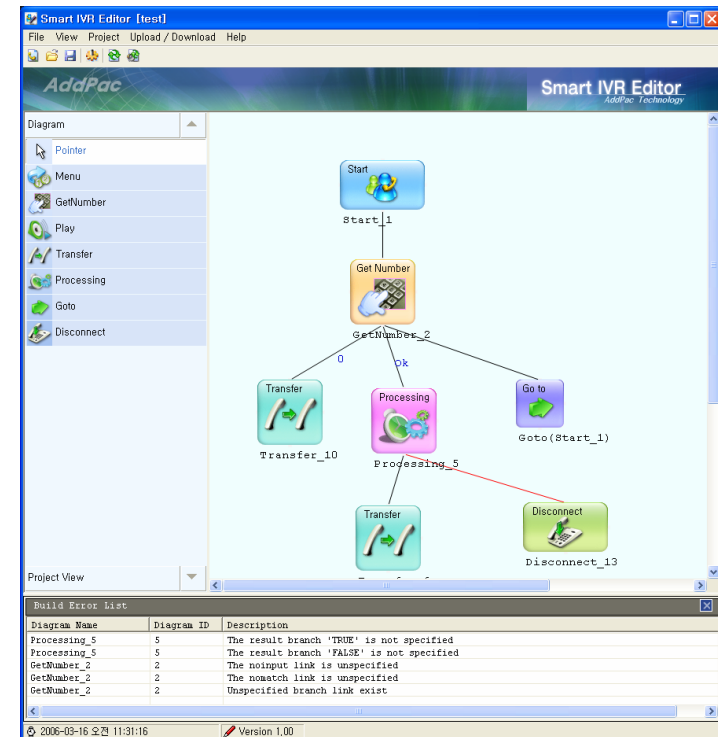 Smart IVR Editor [test]
File View Project Upload / Download Help
AddPac
Smart IVR Editor
AddPac Technology
Diagram
Pointer
Menu
GetNumber
Play
Transfer
Processing
Goto
Disconnect
Project View
Start
Start_1
Get Number
GetNumber_2
0
Ok
Transfer
Transfer_10
Processing
Processing_5
Go to
Goto(Start_1)
Transfer
Disconnect
Disconnect_13
Build Error List
Diagram Name Diagram ID Description
Processing_5 5 The result branch 'TRUE' is not specified
Processing_5 5 The result branch 'FALSE' is not specified
GetNumber_2 2 The noinput link is unspecified
GetNumber_2 2 The nomatch link is unspecified
GetNumber_2 2 Unspecified branch link exist
2006-03-16 오전 11:31:16 Version 1,00